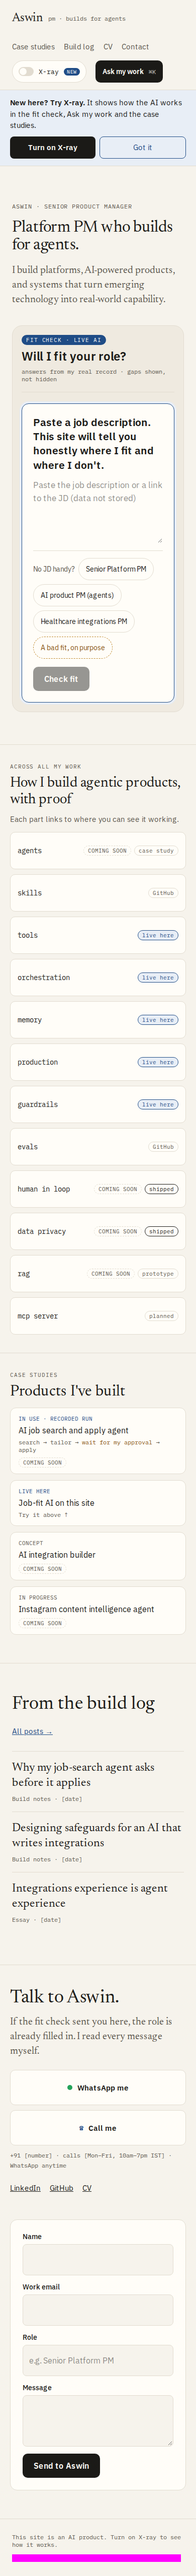 Aswin pm · builds for agents
Case studies Build log CV Contact
X-ray NEW Ask my work ⌘K
New here? Try X-ray. It shows how the AI works
in the fit check, Ask my work and the case
studies.
Turn on X-ray Got it
ASWIN · SENIOR PRODUCT MANAGER
Platform PM who builds
for agents.
I build platforms, AI-powered products,
and systems that turn emerging
technology into real-world capability.
FIT CHECK · LIVE AI
Will I fit your role?
answers from my real record · gaps shown,
not hidden
Paste a job description.
This site will tell you
honestly where I fit and
where I don't.
Paste the job description or a link
to the JD (data not stored)
No JD handy? Senior Platform PM
AI product PM (agents)
Healthcare integrations PM
A bad fit, on purpose
Check fit
ACROSS ALL MY WORK
How I build agentic products,
with proof
Each part links to where you can see it working.
agents COMING SOON case study
skills GitHub
tools live here
orchestration live here
memory live here
production live here
guardrails live here
evals GitHub
human in loop COMING SOON shipped
data privacy COMING SOON shipped
rag COMING SOON prototype
mcp server planned
CASE STUDIES
Products I've built
IN USE · RECORDED RUN
AI job search and apply agent
search → tailor → wait for my approval →
apply
COMING SOON
LIVE HERE
Job-fit AI on this site
Try it above ↑
CONCEPT
AI integration builder
COMING SOON
IN PROGRESS
Instagram content intelligence agent
COMING SOON
From the build log
All posts →
Why my job-search agent asks
before it applies
Build notes · [date]
Designing safeguards for an AI that
writes integrations
Build notes · [date]
Integrations experience is agent
experience
Essay · [date]
Talk to Aswin.
If the fit check sent you here, the role is
already filled in. I read every message
myself.
WhatsApp me
☎ Call me
+91 [number] · calls [Mon–Fri, 10am–7pm IST] ·
WhatsApp anytime
LinkedIn GitHub CV
Name
Work email
Role
e.g. Senior Platform PM
Message
Send to Aswin
This site is an AI product. Turn on X-ray to see
how it works.